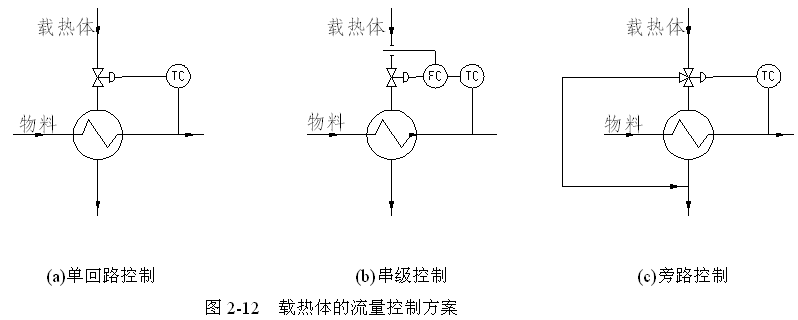 载热体
载热体
载热体
TC
FC
TC
TC
物料
物料
物料
(a)单回路控制
(b)串级控制
(c)旁路控制
图 2-12 载热体的流量控制方案